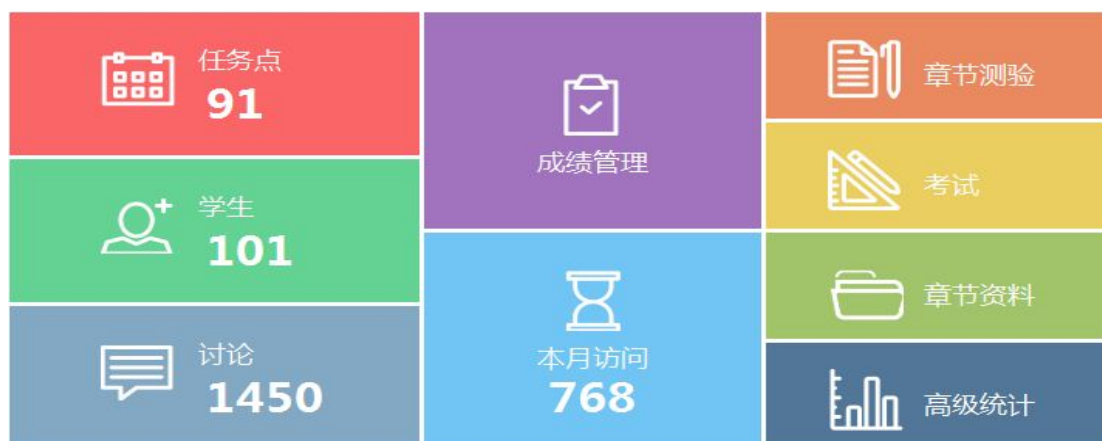 任务点
91
学生
101
讨论
1450
成绩管理
本月访问
768
章节测验
考试
章节资料
高级统计